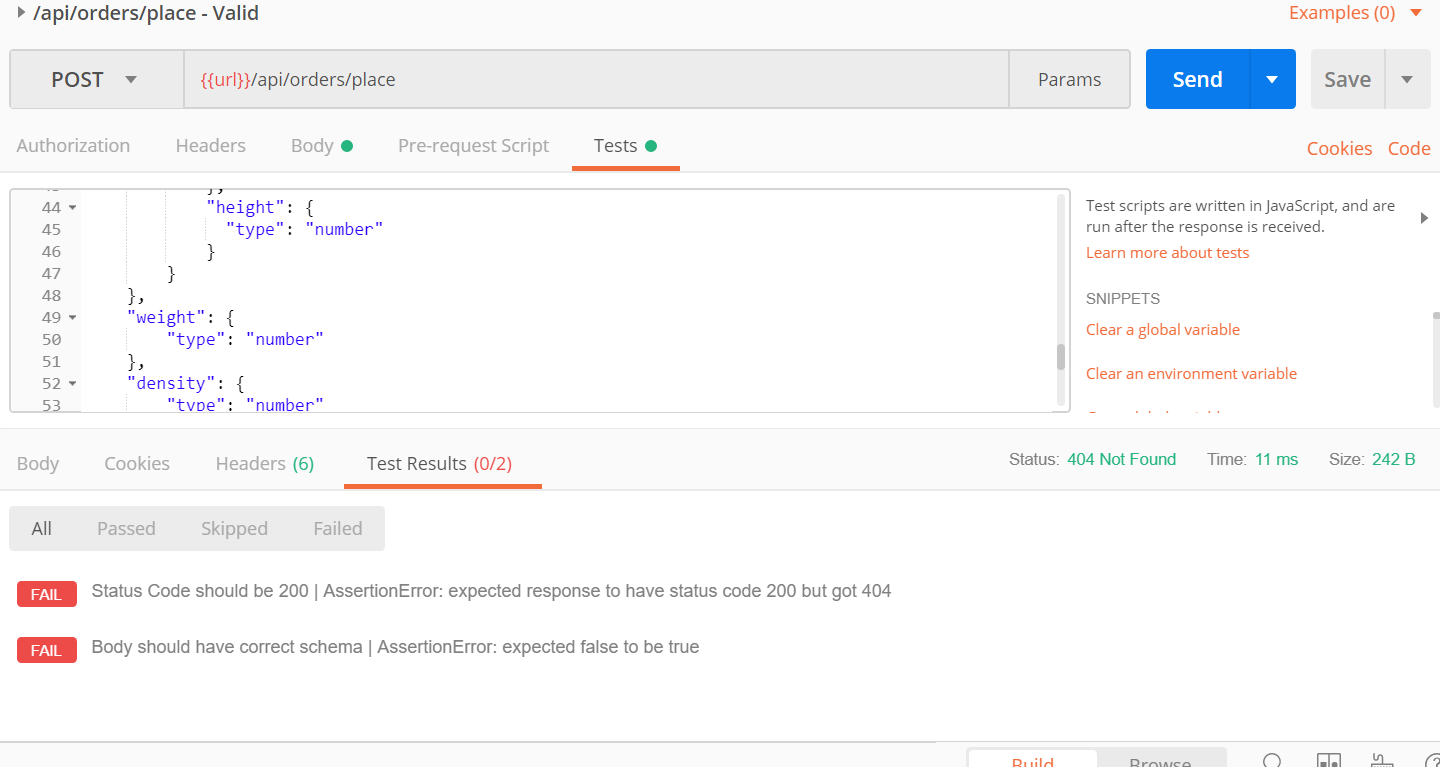 /api/orders/place - Valid
Examples (0)
POST
{{url}}/api/orders/place
Params
Send
Save
Authorization
Headers
Body
Pre-request Script
Tests
Cookies
Code
},
44 "height": {
45 "type": "number"
46 }
47 }
48 },
49 "weight": {
50 "type": "number"
51 },
52 "density": {
53 "type": "number"
Test scripts are written in JavaScript, and are
run after the response is received.
Learn more about tests
SNIPPETS
Clear a global variable
Clear an environment variable
Body
Cookies
Headers (6)
Test Results (0/2)
Status: 404 Not Found
Time: 11 ms
Size: 242 B
All
Passed
Skipped
Failed
FAIL Status Code should be 200 | AssertionError: expected response to have status code 200 but got 404
FAIL Body should have correct schema | AssertionError: expected false to be true
Build
Browse